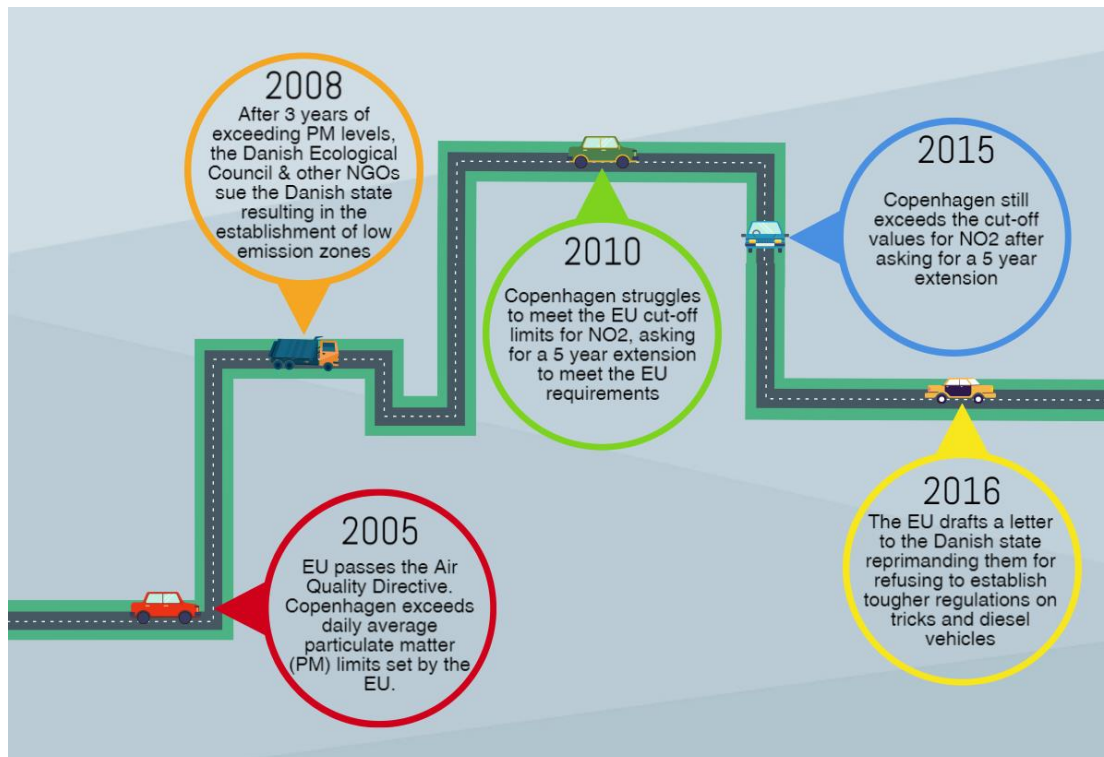 2005
EU passes the Air
Quality Directive.
Copenhagen exceeds
daily average
particulate matter
(PM) limits set by the
EU.
2008
After 3 years of
exceeding PM levels,
the Danish Ecological
Council & other NGOs
sue the Danish state
resulting in the
establishment of low
emission zones
2010
Copenhagen struggles
to meet the EU cut-off
limits for NO2, asking
for a 5 year extension
to meet the EU
requirements
2015
Copenhagen still
exceeds the cut-off
values for NO2 after
asking for a 5 year
extension
2016
The EU drafts a letter
to the Danish state
reprimanding them for
refusing to establish
tougher regulations on
tricks and diesel
vehicles